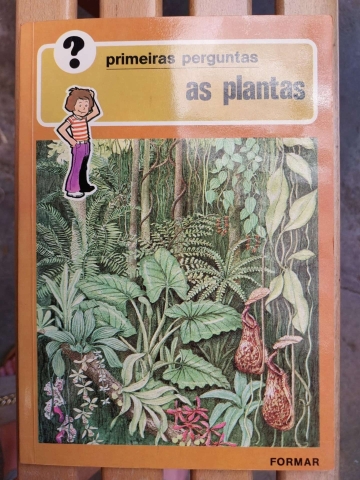 ?
primeiras perguntas
as plantas
FORMAR